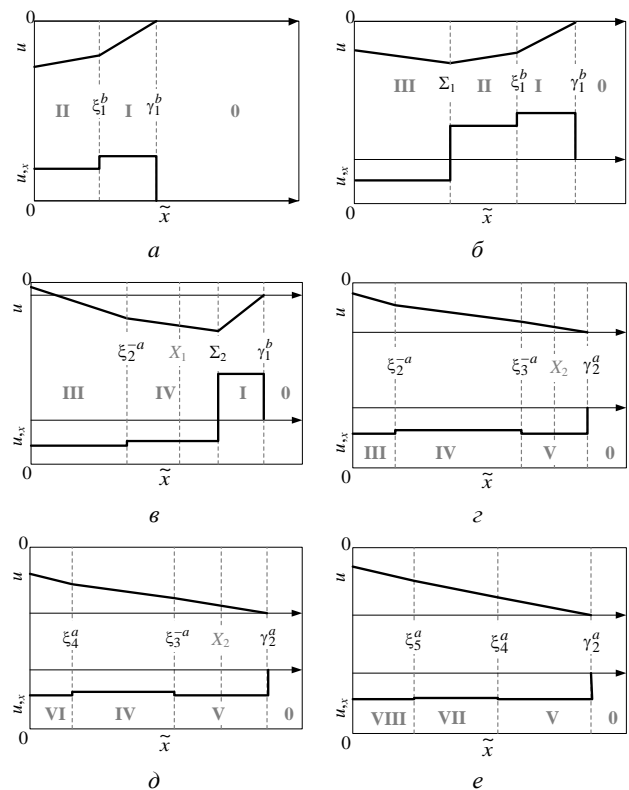 0
u
II ξ₁ᵇ I γ₁ᵇ 0
u,ₓ
0
x̃
а
0
u
III Σ₁ II ξ₁ᵇ I γ₁ᵇ 0
u,ₓ
0
x̃
б
0
u
ξ₂⁻ᵃ X₁ Σ₂ γ₁ᵇ
III IV I 0
u,ₓ
0
x̃
в
0
u
ξ₂⁻ᵃ ξ₃⁻ᵃ X₂ γ₂ᵃ
u,ₓ
III IV V 0
0
x̃
г
0
u
ξ₄ᵃ ξ₃⁻ᵃ X₂ γ₂ᵃ
u,ₓ
VI IV V 0
0
x̃
д
0
u
ξ₅ᵃ ξ₄ᵃ γ₂ᵃ
u,ₓ
VIII VII V 0
0
x̃
е